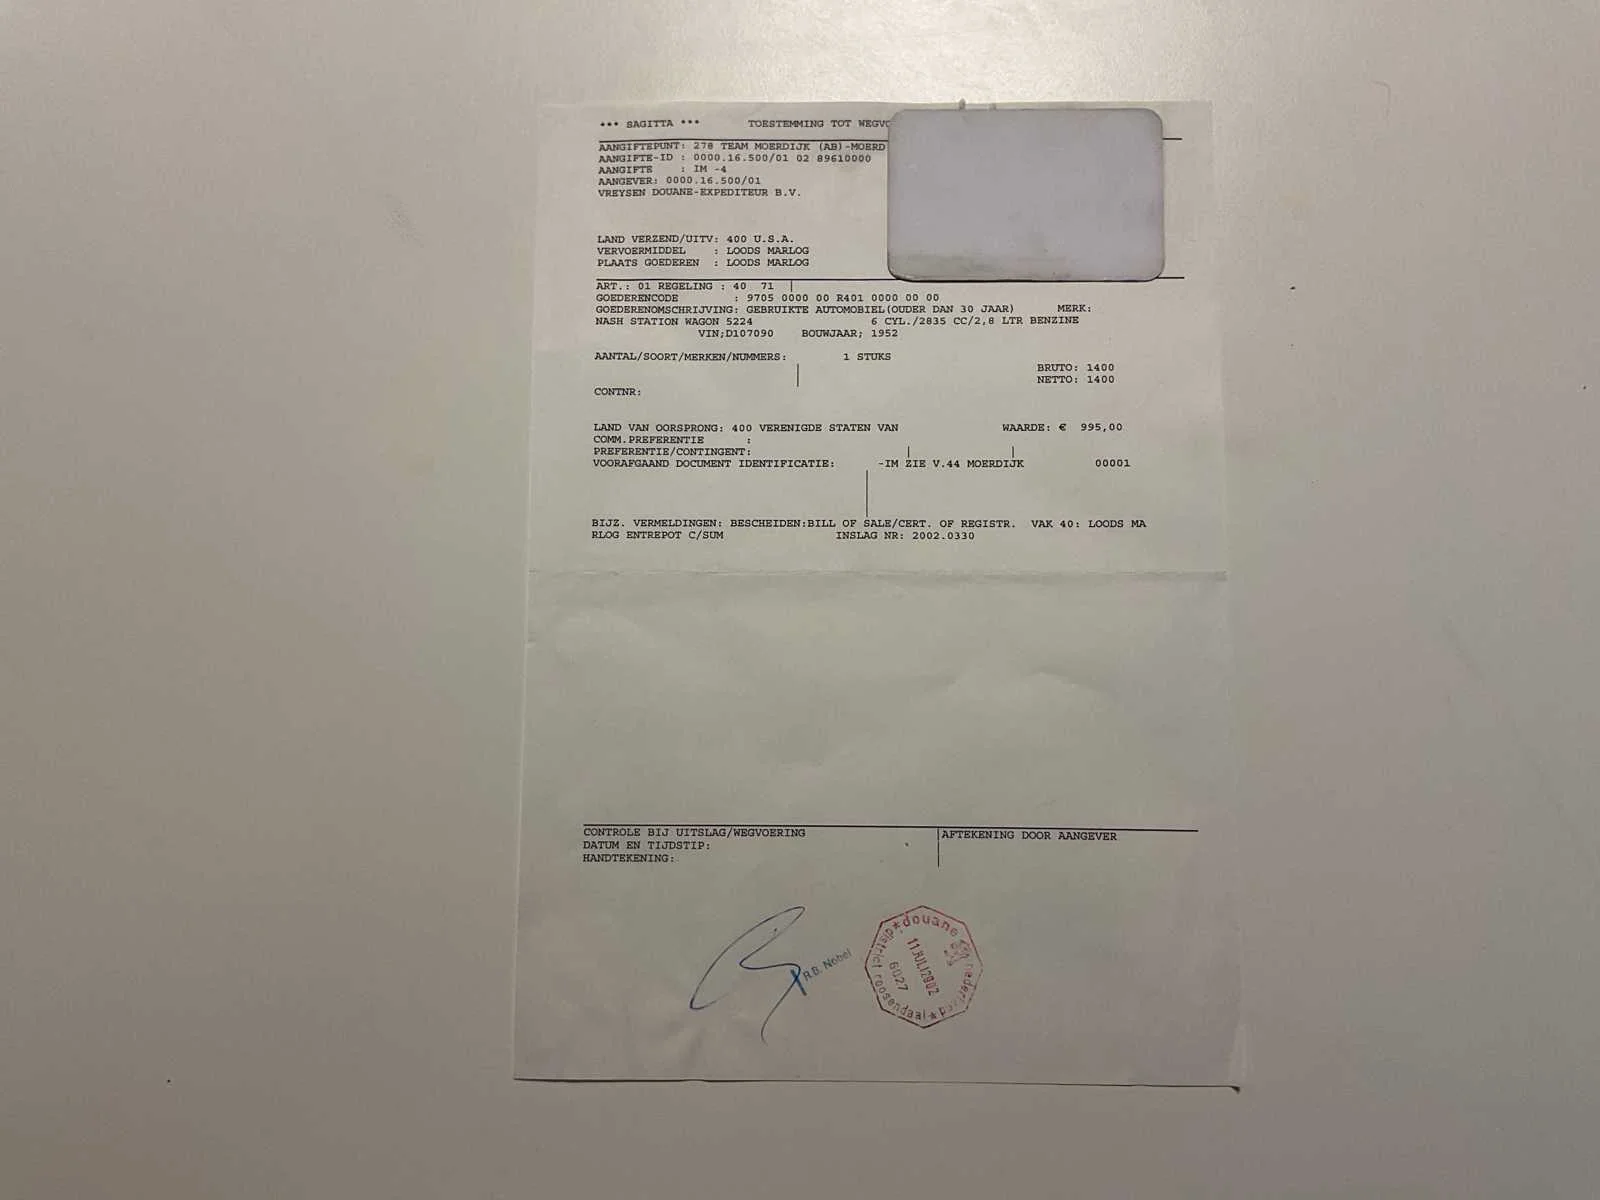 *** SAGITTA *** TOESTEMMING TOT WEGVO
AANGIFTEPUNT: 278 TEAM MOERDIJK (AB)-MOERD
AANGIFTE-ID : 0000.16.500/01 02 89610000
AANGIFTE : IM -4
AANGEVER: 0000.16.500/01
VREYSEN DOUANE-EXPEDITEUR B.V.
LAND VERZEND/UITV: 400 U.S.A.
VERVOERMIDDEL : LOODS MARLOG
PLAATS GOEDEREN : LOODS MARLOG
ART.: 01 REGELING : 40 71
GOEDERENCODE : 9705 0000 00 R401 0000 00 00
GOEDERENOMSCHRIJVING: GEBRUIKTE AUTOMOBIEL(OUDER DAN 30 JAAR) MERK:
NASH STATION WAGON 5224 6 CYL./2835 CC/2,8 LTR BENZINE
VIN;D107090 BOUWJAAR; 1952
AANTAL/SOORT/MERKEN/NUMMERS: 1 STUKS
BRUTO: 1400
NETTO: 1400
CONTNR:
LAND VAN OORSPRONG: 400 VERENIGDE STATEN VAN WAARDE: € 995,00
COMM.PREFERENTIE :
PREFERENTIE/CONTINGENT:
VOORAFGAAND DOCUMENT IDENTIFICATIE: -IM ZIE V.44 MOERDIJK 00001
BIJZ. VERMELDINGEN: BESCHEIDEN:BILL OF SALE/CERT. OF REGISTR. VAK 40: LOODS MA
RLOG ENTREPOT C/SUM INSLAG NR: 2002.0330
CONTROLE BIJ UITSLAG/WEGVOERING AFTEKENING DOOR AANGEVER
DATUM EN TIJDSTIP:
HANDTEKENING:
R.B. Nobel
douane nederland
district roosendaal
6027